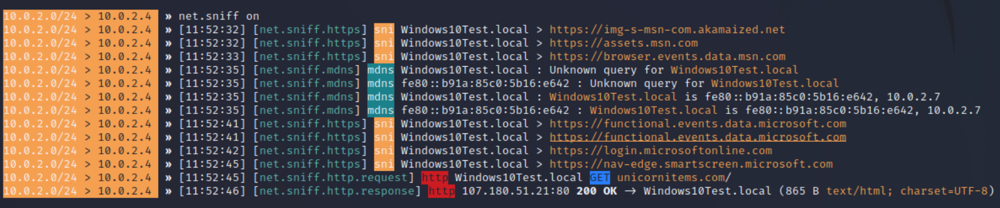 10.0.2.0/24 > 10.0.2.4 » net.sniff on
10.0.2.0/24 > 10.0.2.4 » [11:52:32] [net.sniff.https] sni Windows10Test.local > https://img-s-msn-com.akamaized.net
10.0.2.0/24 > 10.0.2.4 » [11:52:32] [net.sniff.https] sni Windows10Test.local > https://assets.msn.com
10.0.2.0/24 > 10.0.2.4 » [11:52:33] [net.sniff.https] sni Windows10Test.local > https://browser.events.data.msn.com
10.0.2.0/24 > 10.0.2.4 » [11:52:35] [net.sniff.mdns] mdns Windows10Test.local : Unknown query for Windows10Test.local
10.0.2.0/24 > 10.0.2.4 » [11:52:35] [net.sniff.mdns] mdns fe80::b91a:85c0:5b16:e642 : Unknown query for Windows10Test.local
10.0.2.0/24 > 10.0.2.4 » [11:52:35] [net.sniff.mdns] mdns Windows10Test.local : Windows10Test.local is fe80::b91a:85c0:5b16:e642, 10.0.2.7
10.0.2.0/24 > 10.0.2.4 » [11:52:35] [net.sniff.mdns] mdns fe80::b91a:85c0:5b16:e642 : Windows10Test.local is fe80::b91a:85c0:5b16:e642, 10.0.2.7
10.0.2.0/24 > 10.0.2.4 » [11:52:41] [net.sniff.https] sni Windows10Test.local > https://functional.events.data.microsoft.com
10.0.2.0/24 > 10.0.2.4 » [11:52:41] [net.sniff.https] sni Windows10Test.local > https://functional.events.data.microsoft.com
10.0.2.0/24 > 10.0.2.4 » [11:52:42] [net.sniff.https] sni Windows10Test.local > https://login.microsoftonline.com
10.0.2.0/24 > 10.0.2.4 » [11:52:45] [net.sniff.https] sni Windows10Test.local > https://nav-edge.smartscreen.microsoft.com
10.0.2.0/24 > 10.0.2.4 » [11:52:45] [net.sniff.http.request] http Windows10Test.local GET unicornitems.com/
10.0.2.0/24 > 10.0.2.4 » [11:52:46] [net.sniff.http.response] http 107.180.51.21:80 200 OK → Windows10Test.local (865 B text/html; charset=UTF-8)